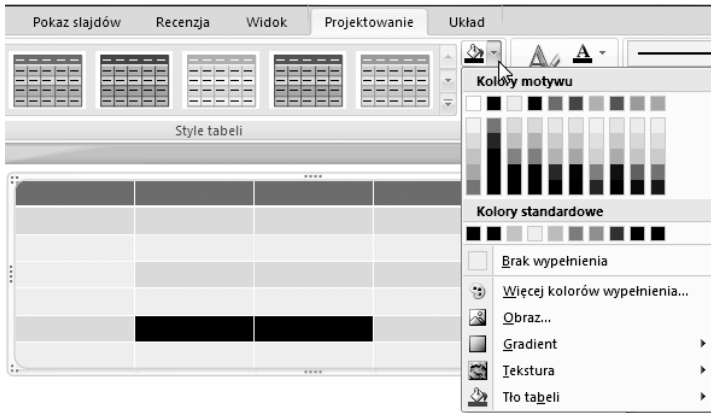 Pokaz slajdów Recenzja Widok Projektowanie Układ
Style tabeli
Kolory motywu
Kolory standardowe
Brak wypełnienia
Więcej kolorów wypełnienia...
Obraz...
Gradient
Tekstura
Tło tabeli